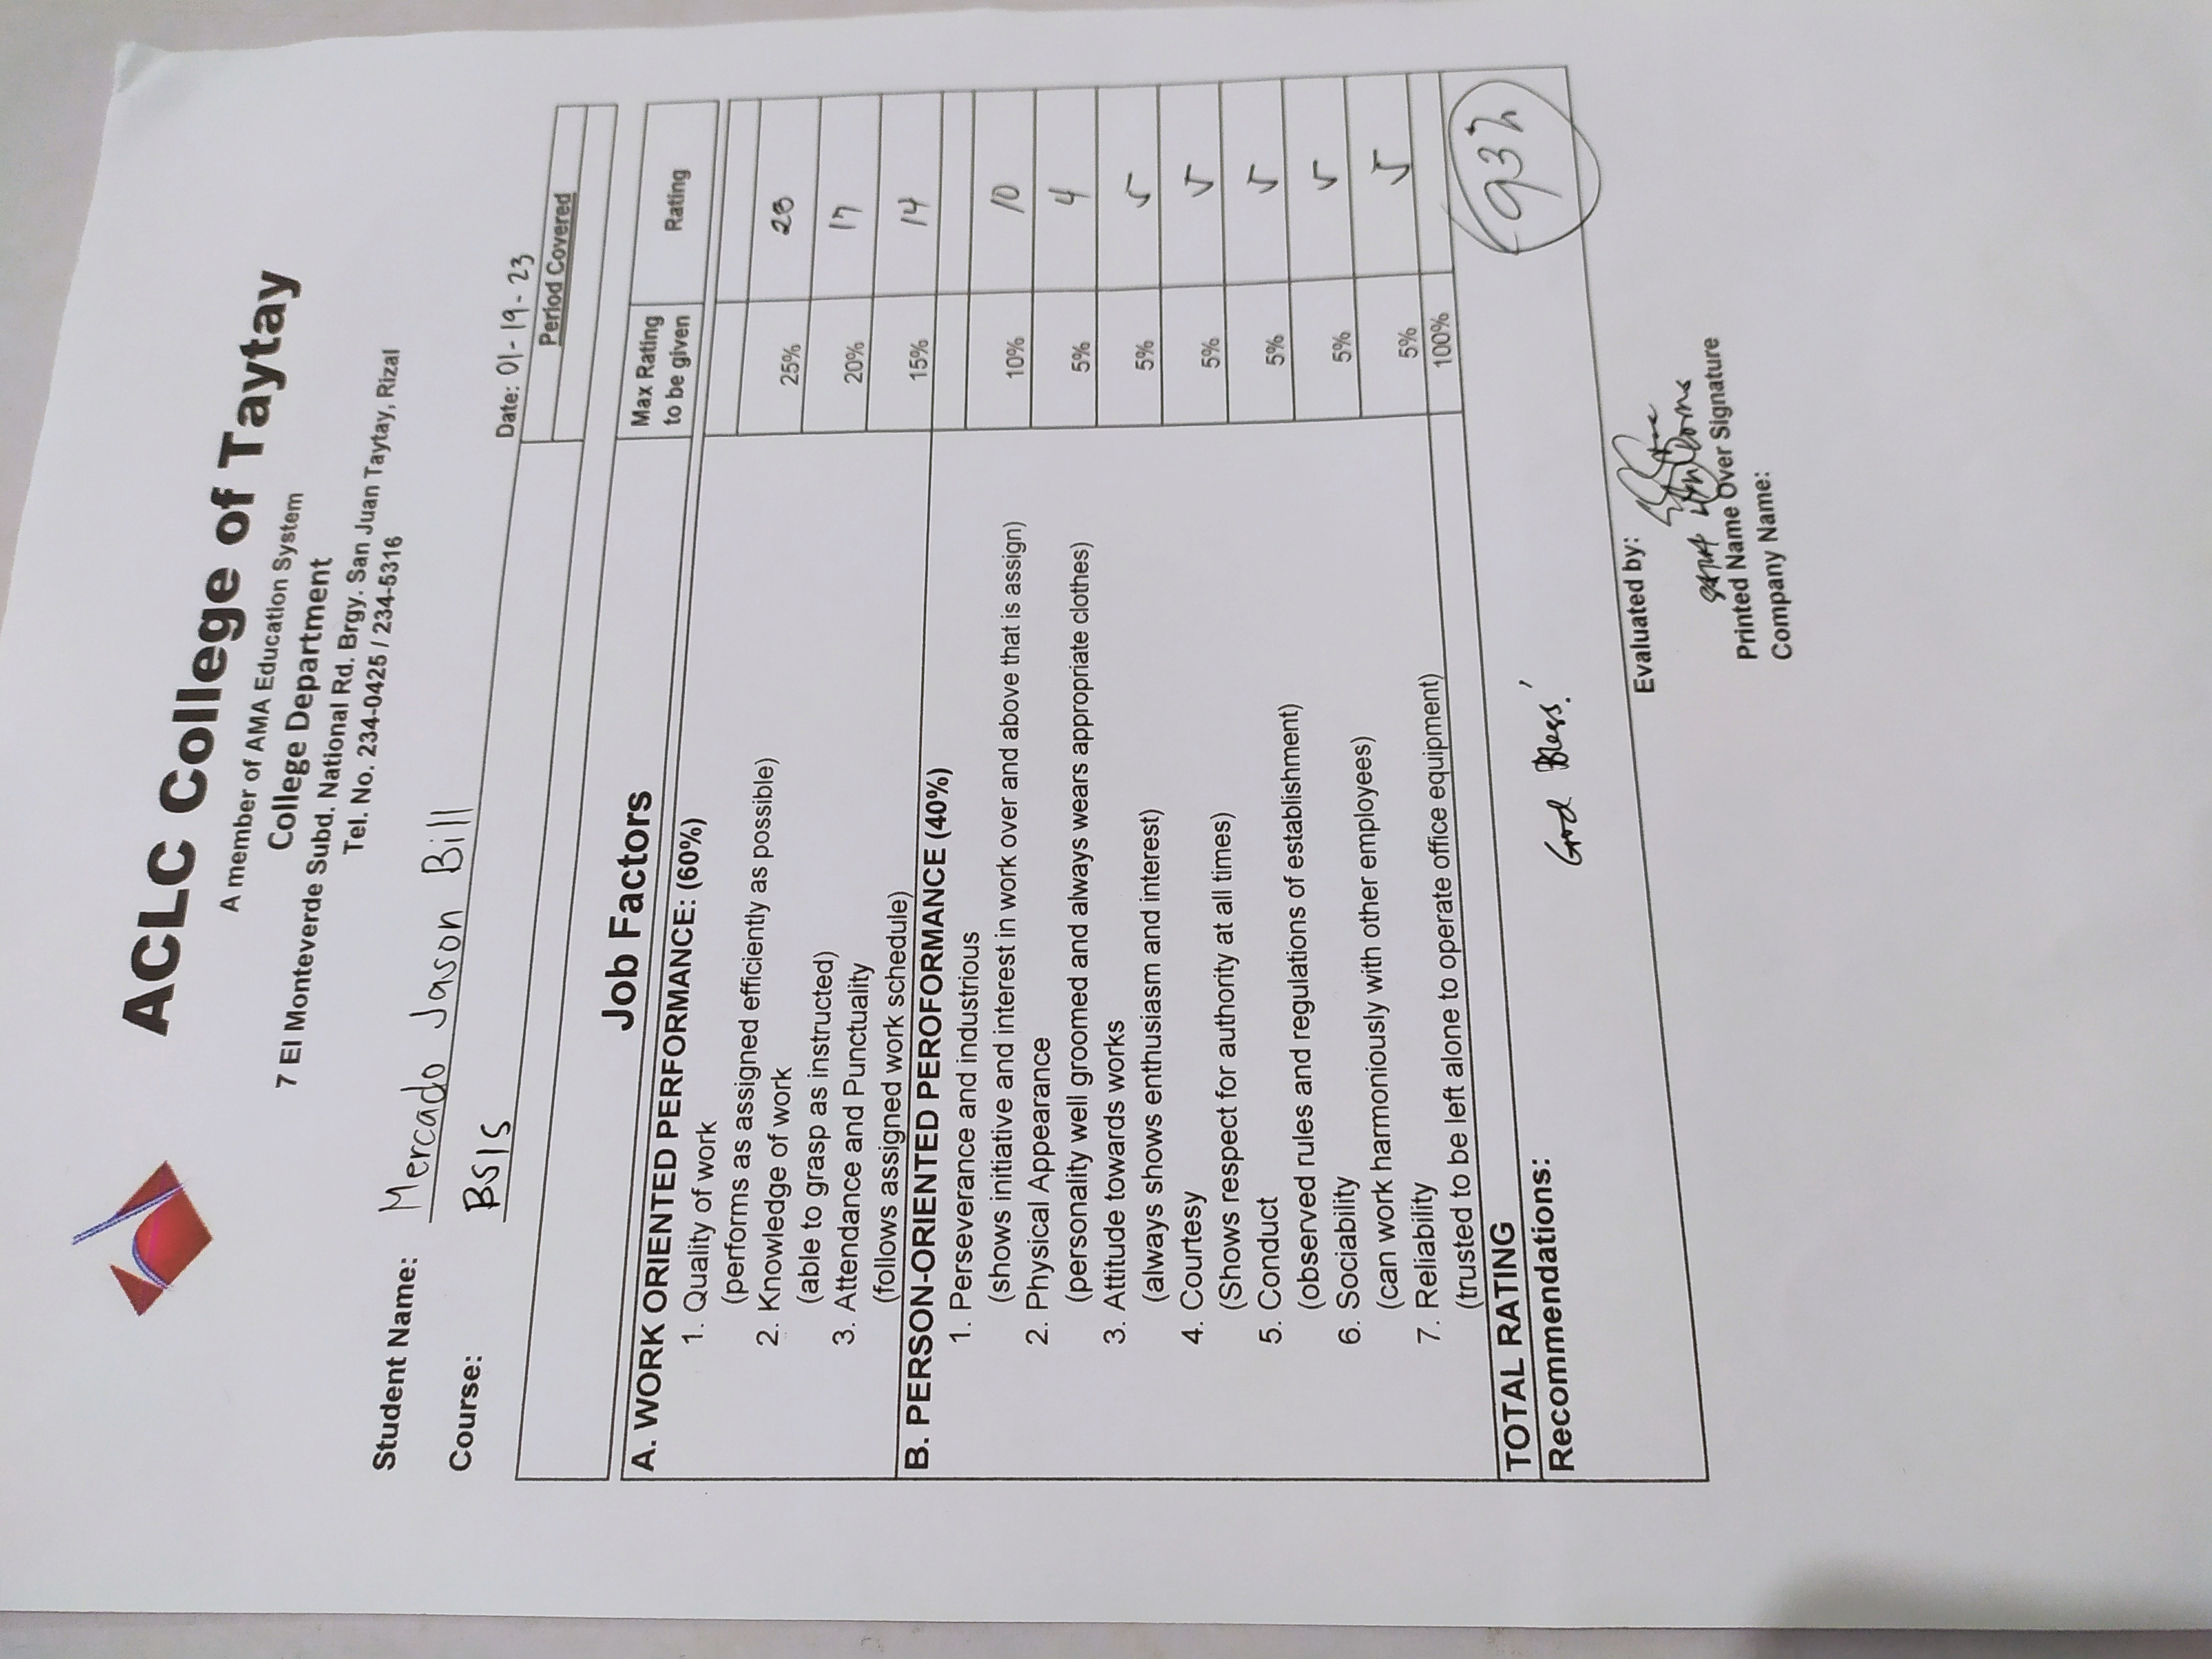 ACLC College of Taytay
A member of AMA Education System
College Department
7 El Monteverde Subd. National Rd. Brgy. San Juan Taytay, Rizal
Tel. No. 234-0425 / 234-5316
Student Name: Mercado Jason Bill
Course: BSIS
Date: 01-19-23
Period Covered
Job Factors
Max Rating to be given
Rating
A. WORK ORIENTED PERFORMANCE: (60%)
1. Quality of work
(performs as assigned efficiently as possible) 25% 23
2. Knowledge of work
(able to grasp as instructed) 20% 17
3. Attendance and Punctuality
(follows assigned work schedule) 15% 14
B. PERSON-ORIENTED PEROFORMANCE (40%)
1. Perseverance and industrious
(shows initiative and interest in work over and above that is assign) 10% 10
2. Physical Appearance
(personality well groomed and always wears appropriate clothes) 5% 4
3. Attitude towards works
(always shows enthusiasm and interest) 5% 5
4. Courtesy
(Shows respect for authority at all times) 5% 5
5. Conduct
(observed rules and regulations of establishment) 5% 5
6. Sociability
(can work harmoniously with other employees) 5% 5
7. Reliability
(trusted to be left alone to operate office equipment) 5% 5
TOTAL RATING 100%
93%
Recommendations:
God Bless!
Evaluated by:
Printed Name Over Signature
Company Name: